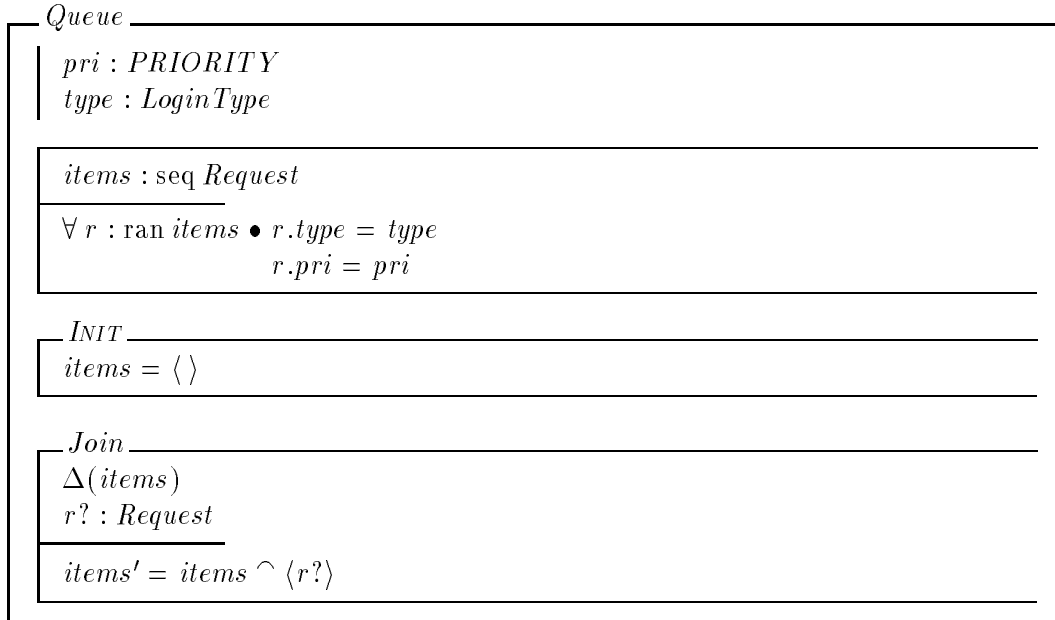 Queue
pri : PRIORITY
type : LoginType
items : seq Request
∀ r : ran items • r.type = type
r.pri = pri
INIT
items = ⟨ ⟩
Join
Δ(items)
r? : Request
items′ = items ⌢ ⟨r?⟩